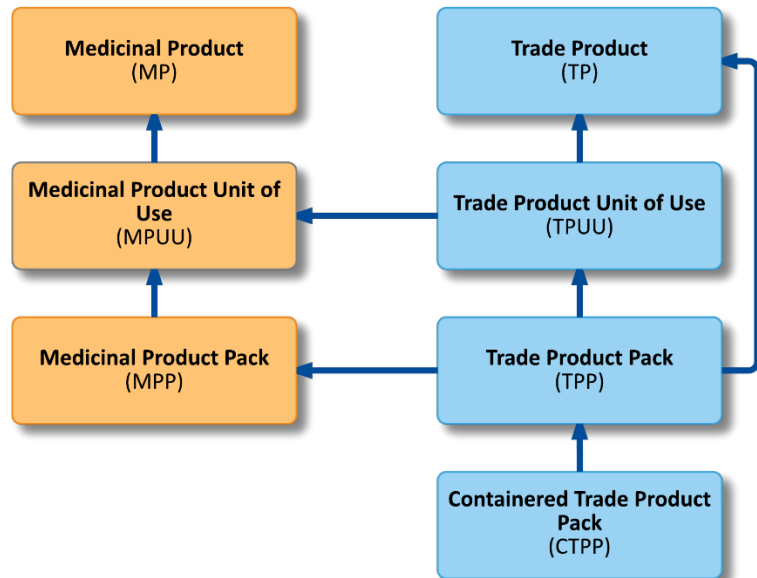 Medicinal Product
(MP)
Trade Product
(TP)
Medicinal Product Unit of
Use
(MPUU)
Trade Product Unit of Use
(TPUU)
Medicinal Product Pack
(MPP)
Trade Product Pack
(TPP)
Containered Trade Product
Pack
(CTPP)